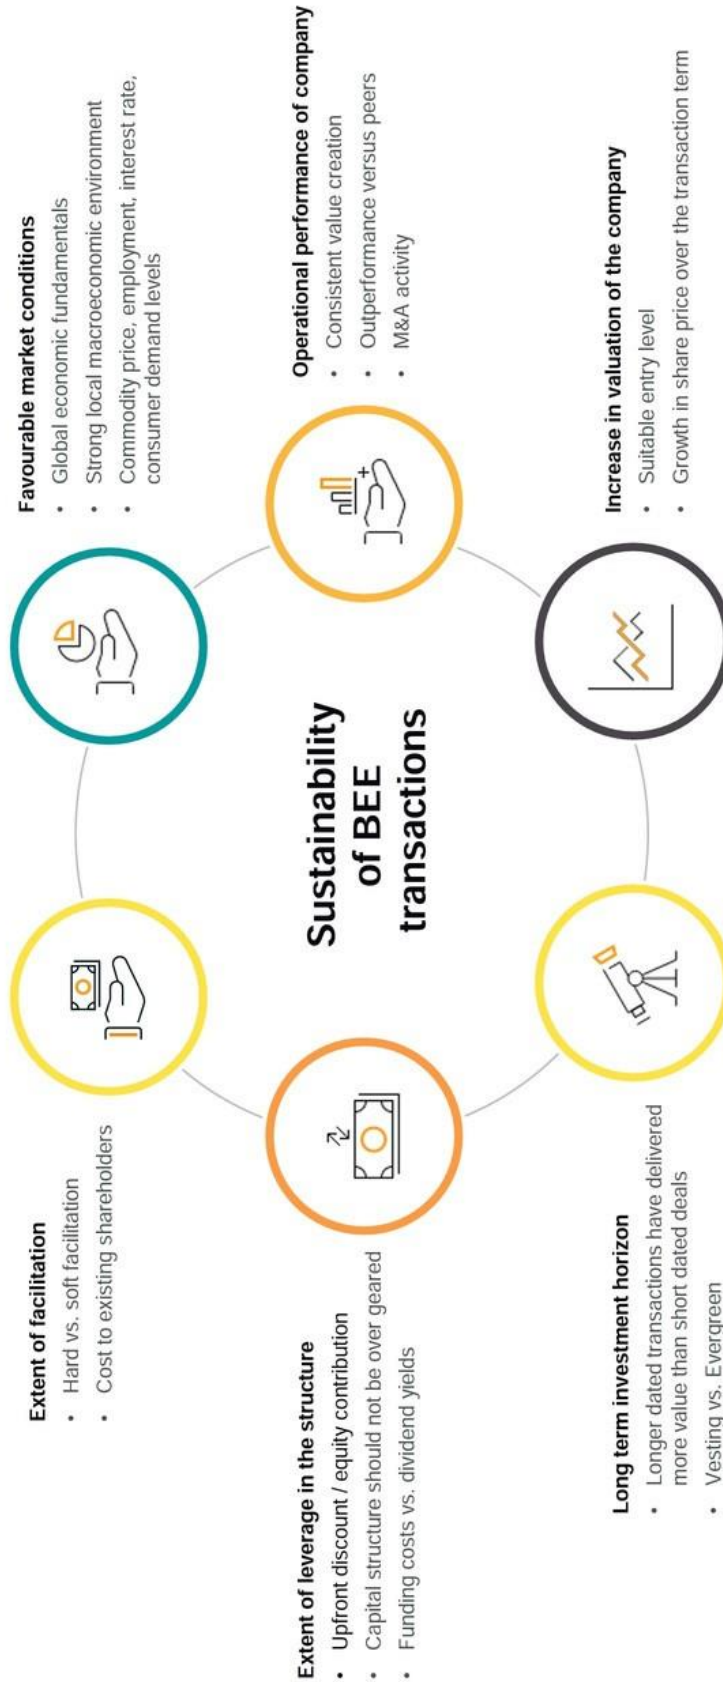 Sustainability
of BEE
transactions
Extent of facilitation
• Hard vs. soft facilitation
• Cost to existing shareholders
Favourable market conditions
• Global economic fundamentals
• Strong local macroeconomic environment
• Commodity price, employment, interest rate,
consumer demand levels
Extent of leverage in the structure
• Upfront discount / equity contribution
• Capital structure should not be over geared
• Funding costs vs. dividend yields
Operational performance of company
• Consistent value creation
• Outperformance versus peers
• M&A activity
Long term investment horizon
• Longer dated transactions have delivered
more value than short dated deals
• Vesting vs. Evergreen
Increase in valuation of the company
• Suitable entry level
• Growth in share price over the transaction term